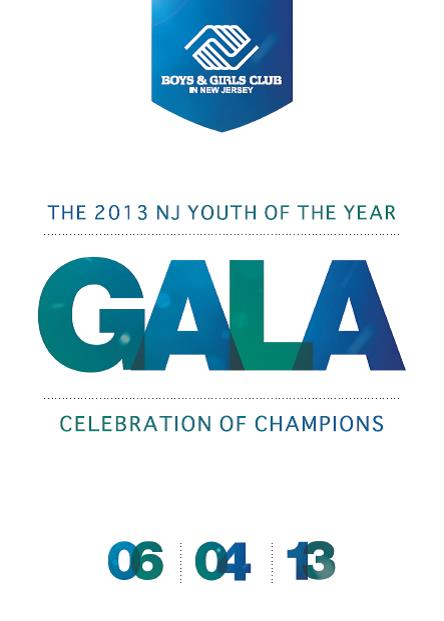 BOYS & GIRLS CLUB
IN NEW JERSEY
THE 2013 NJ YOUTH OF THE YEAR
GALA
CELEBRATION OF CHAMPIONS
06 04 13